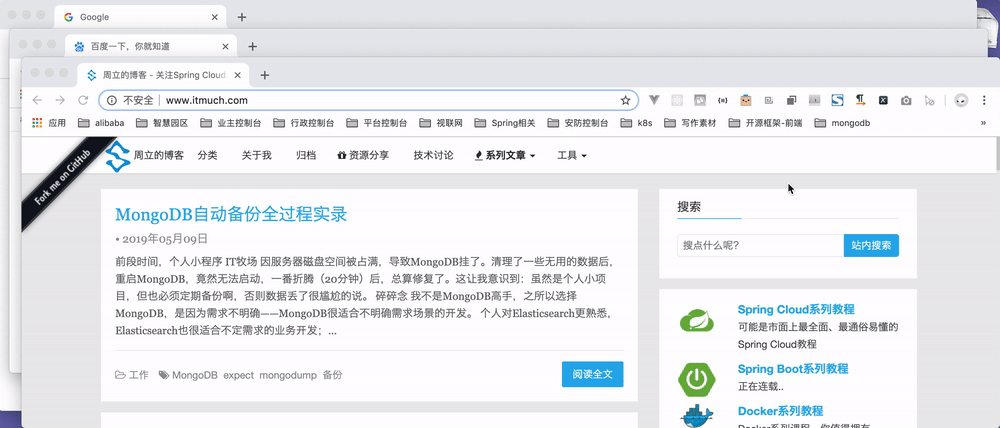 Google
百度一下，你就知道
周立的博客 - 关注Spring Cloud
不安全 | www.itmuch.com
应用 alibaba 智慧园区 业主控制台 行政控制台 平台控制台 视联网 Spring相关 安防控制台 k8s 写作素材 开源框架-前端 mongodb »
Fork me on GitHub
周立的博客 分类 关于我 归档 资源分享 技术讨论 系列文章 工具
MongoDB自动备份全过程实录
• 2019年05月09日
前段时间，个人小程序 IT牧场 因服务器磁盘空间被占满，导致MongoDB挂了。清理了一些无用的数据后，
重启MongoDB，竟然无法启动，一番折腾（20分钟）后，总算修复了。这让我意识到：虽然是个人小项
目，但也必须定期备份啊，否则数据丢了很尴尬的说。 碎碎念 我不是MongoDB高手，之所以选择
MongoDB，是因为需求不明确——MongoDB很适合不明确需求场景的开发。 个人对Elasticsearch更熟悉，
Elasticsearch也很适合不定需求的业务开发；...
工作 MongoDB expect mongodump 备份
阅读全文
搜索
搜点什么呢?
站内搜索
Spring Cloud系列教程
可能是市面上最全面、最通俗易懂的
Spring Cloud教程
Spring Boot系列教程
正在连载..
Docker系列教程
Docker系列课程，你值得拥有